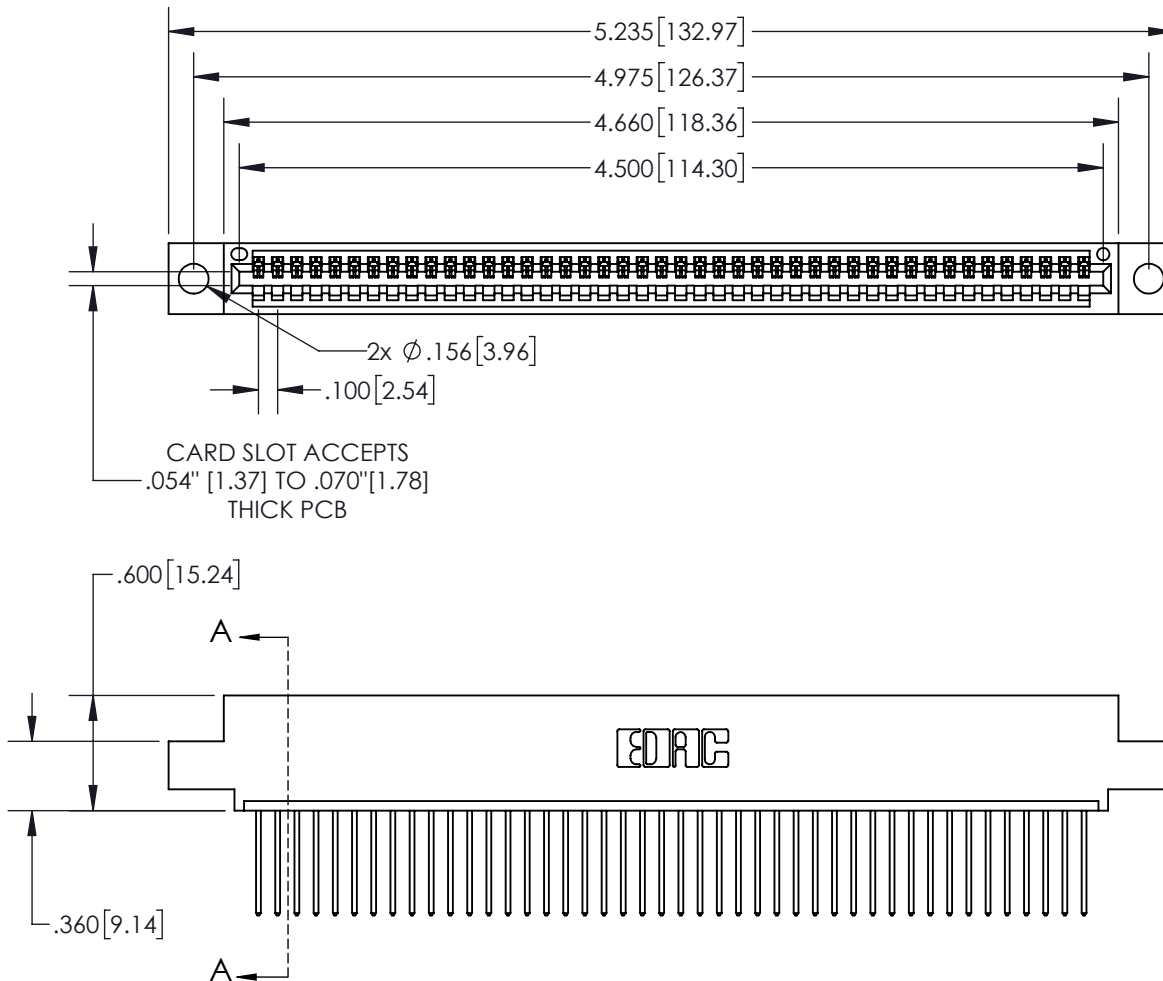 5.235[132.97]
4.975[126.37]
4.660[118.36]
4.500[114.30]
2x Ø.156[3.96]
.100[2.54]
CARD SLOT ACCEPTS
.054" [1.37] TO .070"[1.78]
THICK PCB
.600[15.24]
A
EDAC
.360[9.14]
A